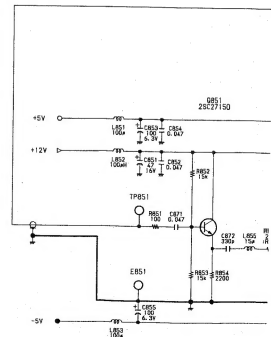 Q851
2SC2715O
+5V
L851
100μ
+
C853
100
6.3V
C854
0.047
+12V
L852
100μH
+
C851
47
16V
C852
0.047
R852
15k
TP851
R851
100
C871
0.047
C872
330p
L855
15μ
E851
R853
15k
R854
2200
+
C855
100
6.3V
-5V
L853
100μ